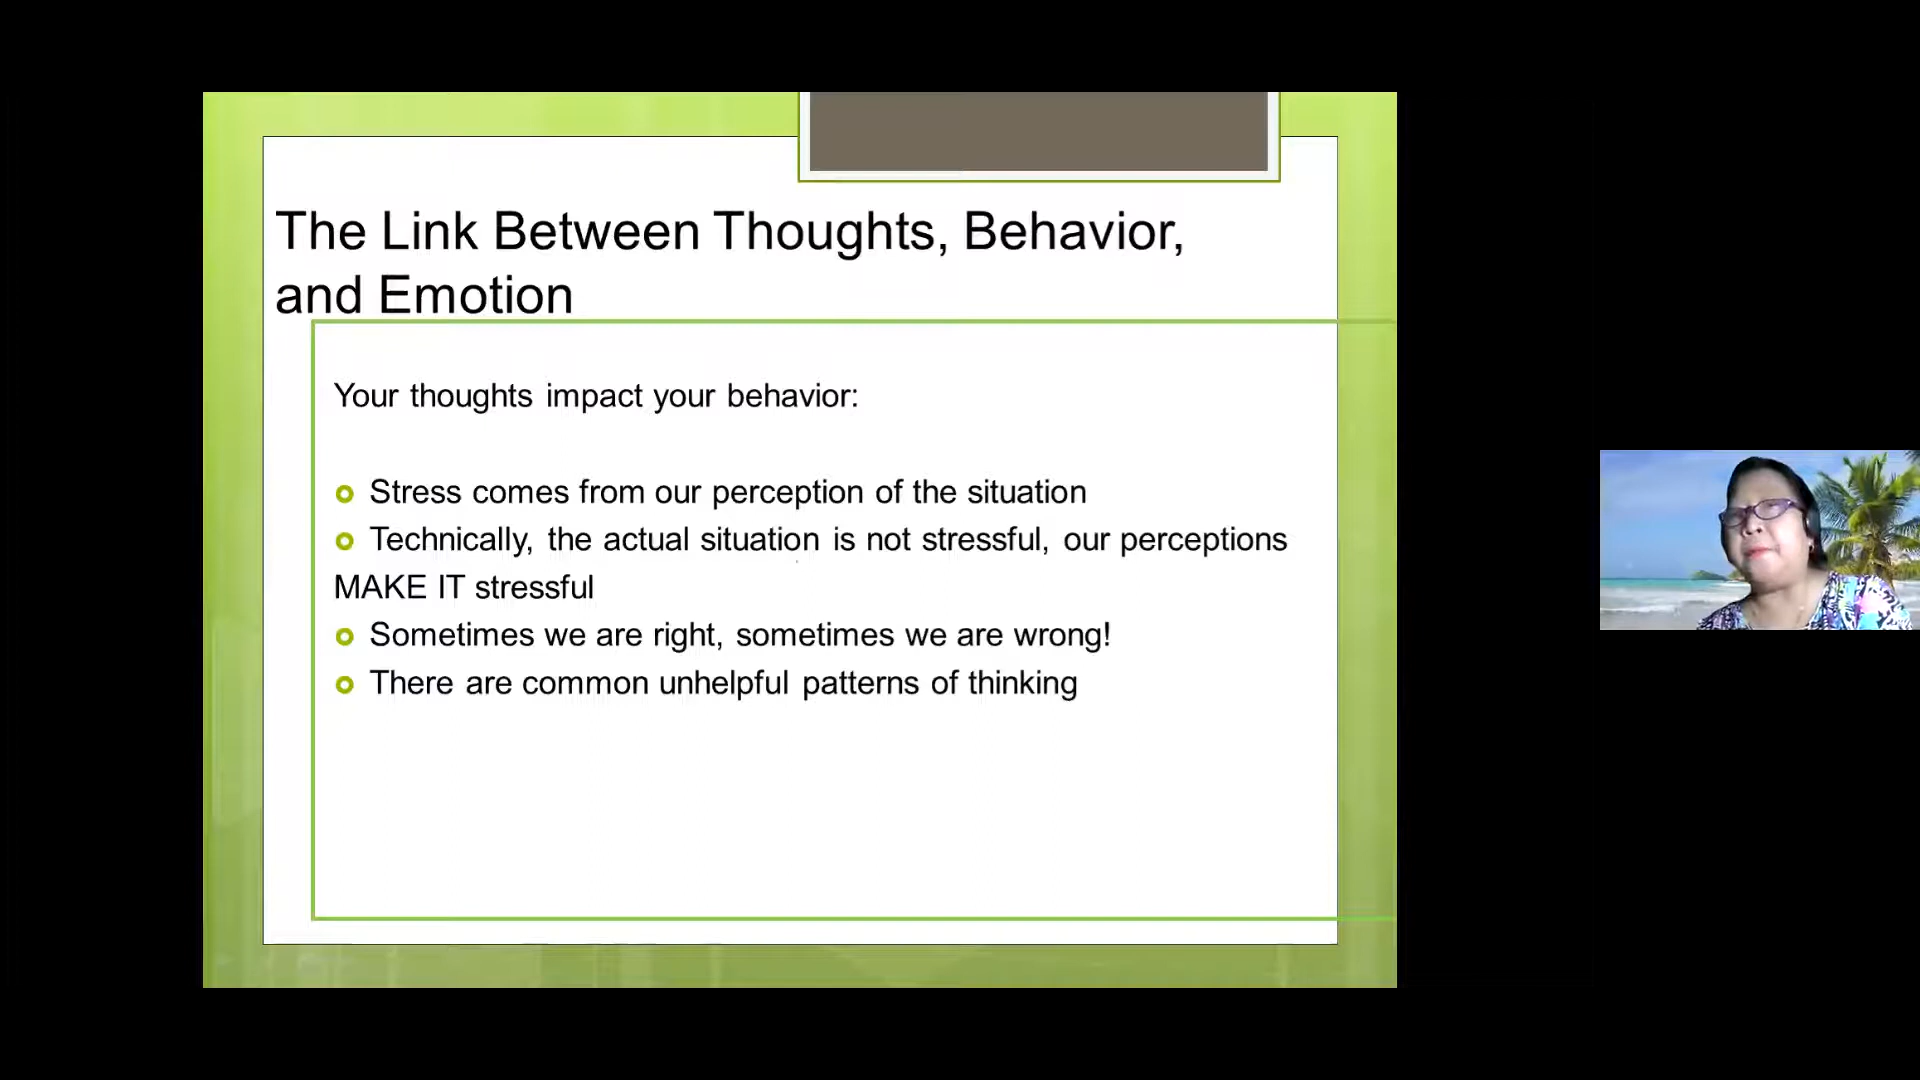 The Link Between Thoughts, Behavior,
and Emotion
Your thoughts impact your behavior:
Stress comes from our perception of the situation
Technically, the actual situation is not stressful, our perceptions
MAKE IT stressful
Sometimes we are right, sometimes we are wrong!
There are common unhelpful patterns of thinking